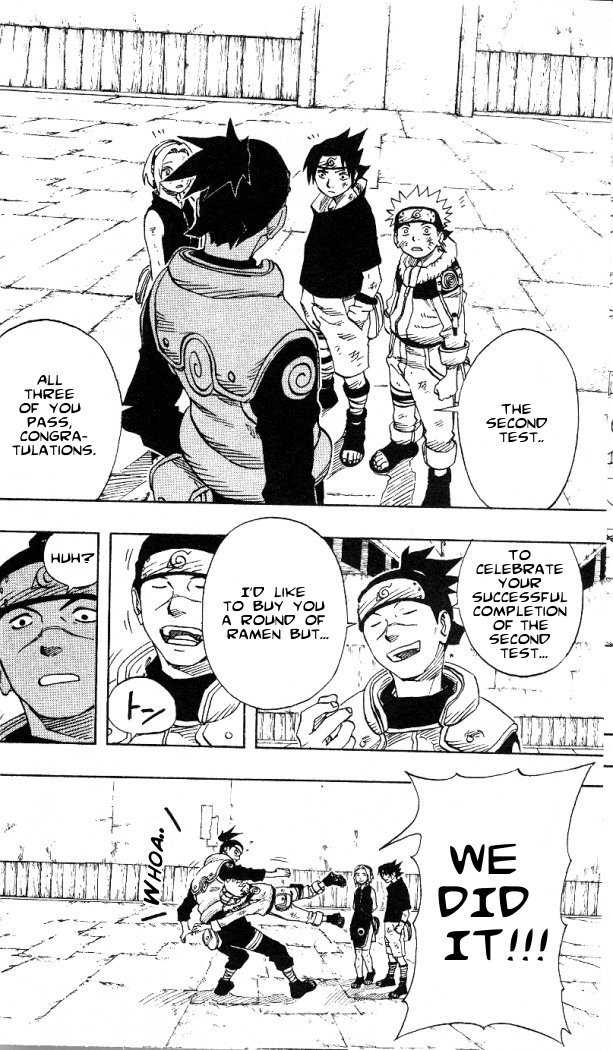 THE
SECOND
TEST..
ALL
THREE
OF YOU
PASS,
CONGRA-
TULATIONS.
TO
CELEBRATE
YOUR
SUCCESSFUL
COMPLETION
OF THE
SECOND
TEST...
I'D LIKE
TO BUY YOU
A ROUND OF
RAMEN BUT...
トン
HUH?
WE
DID
IT!!!
WHOA..